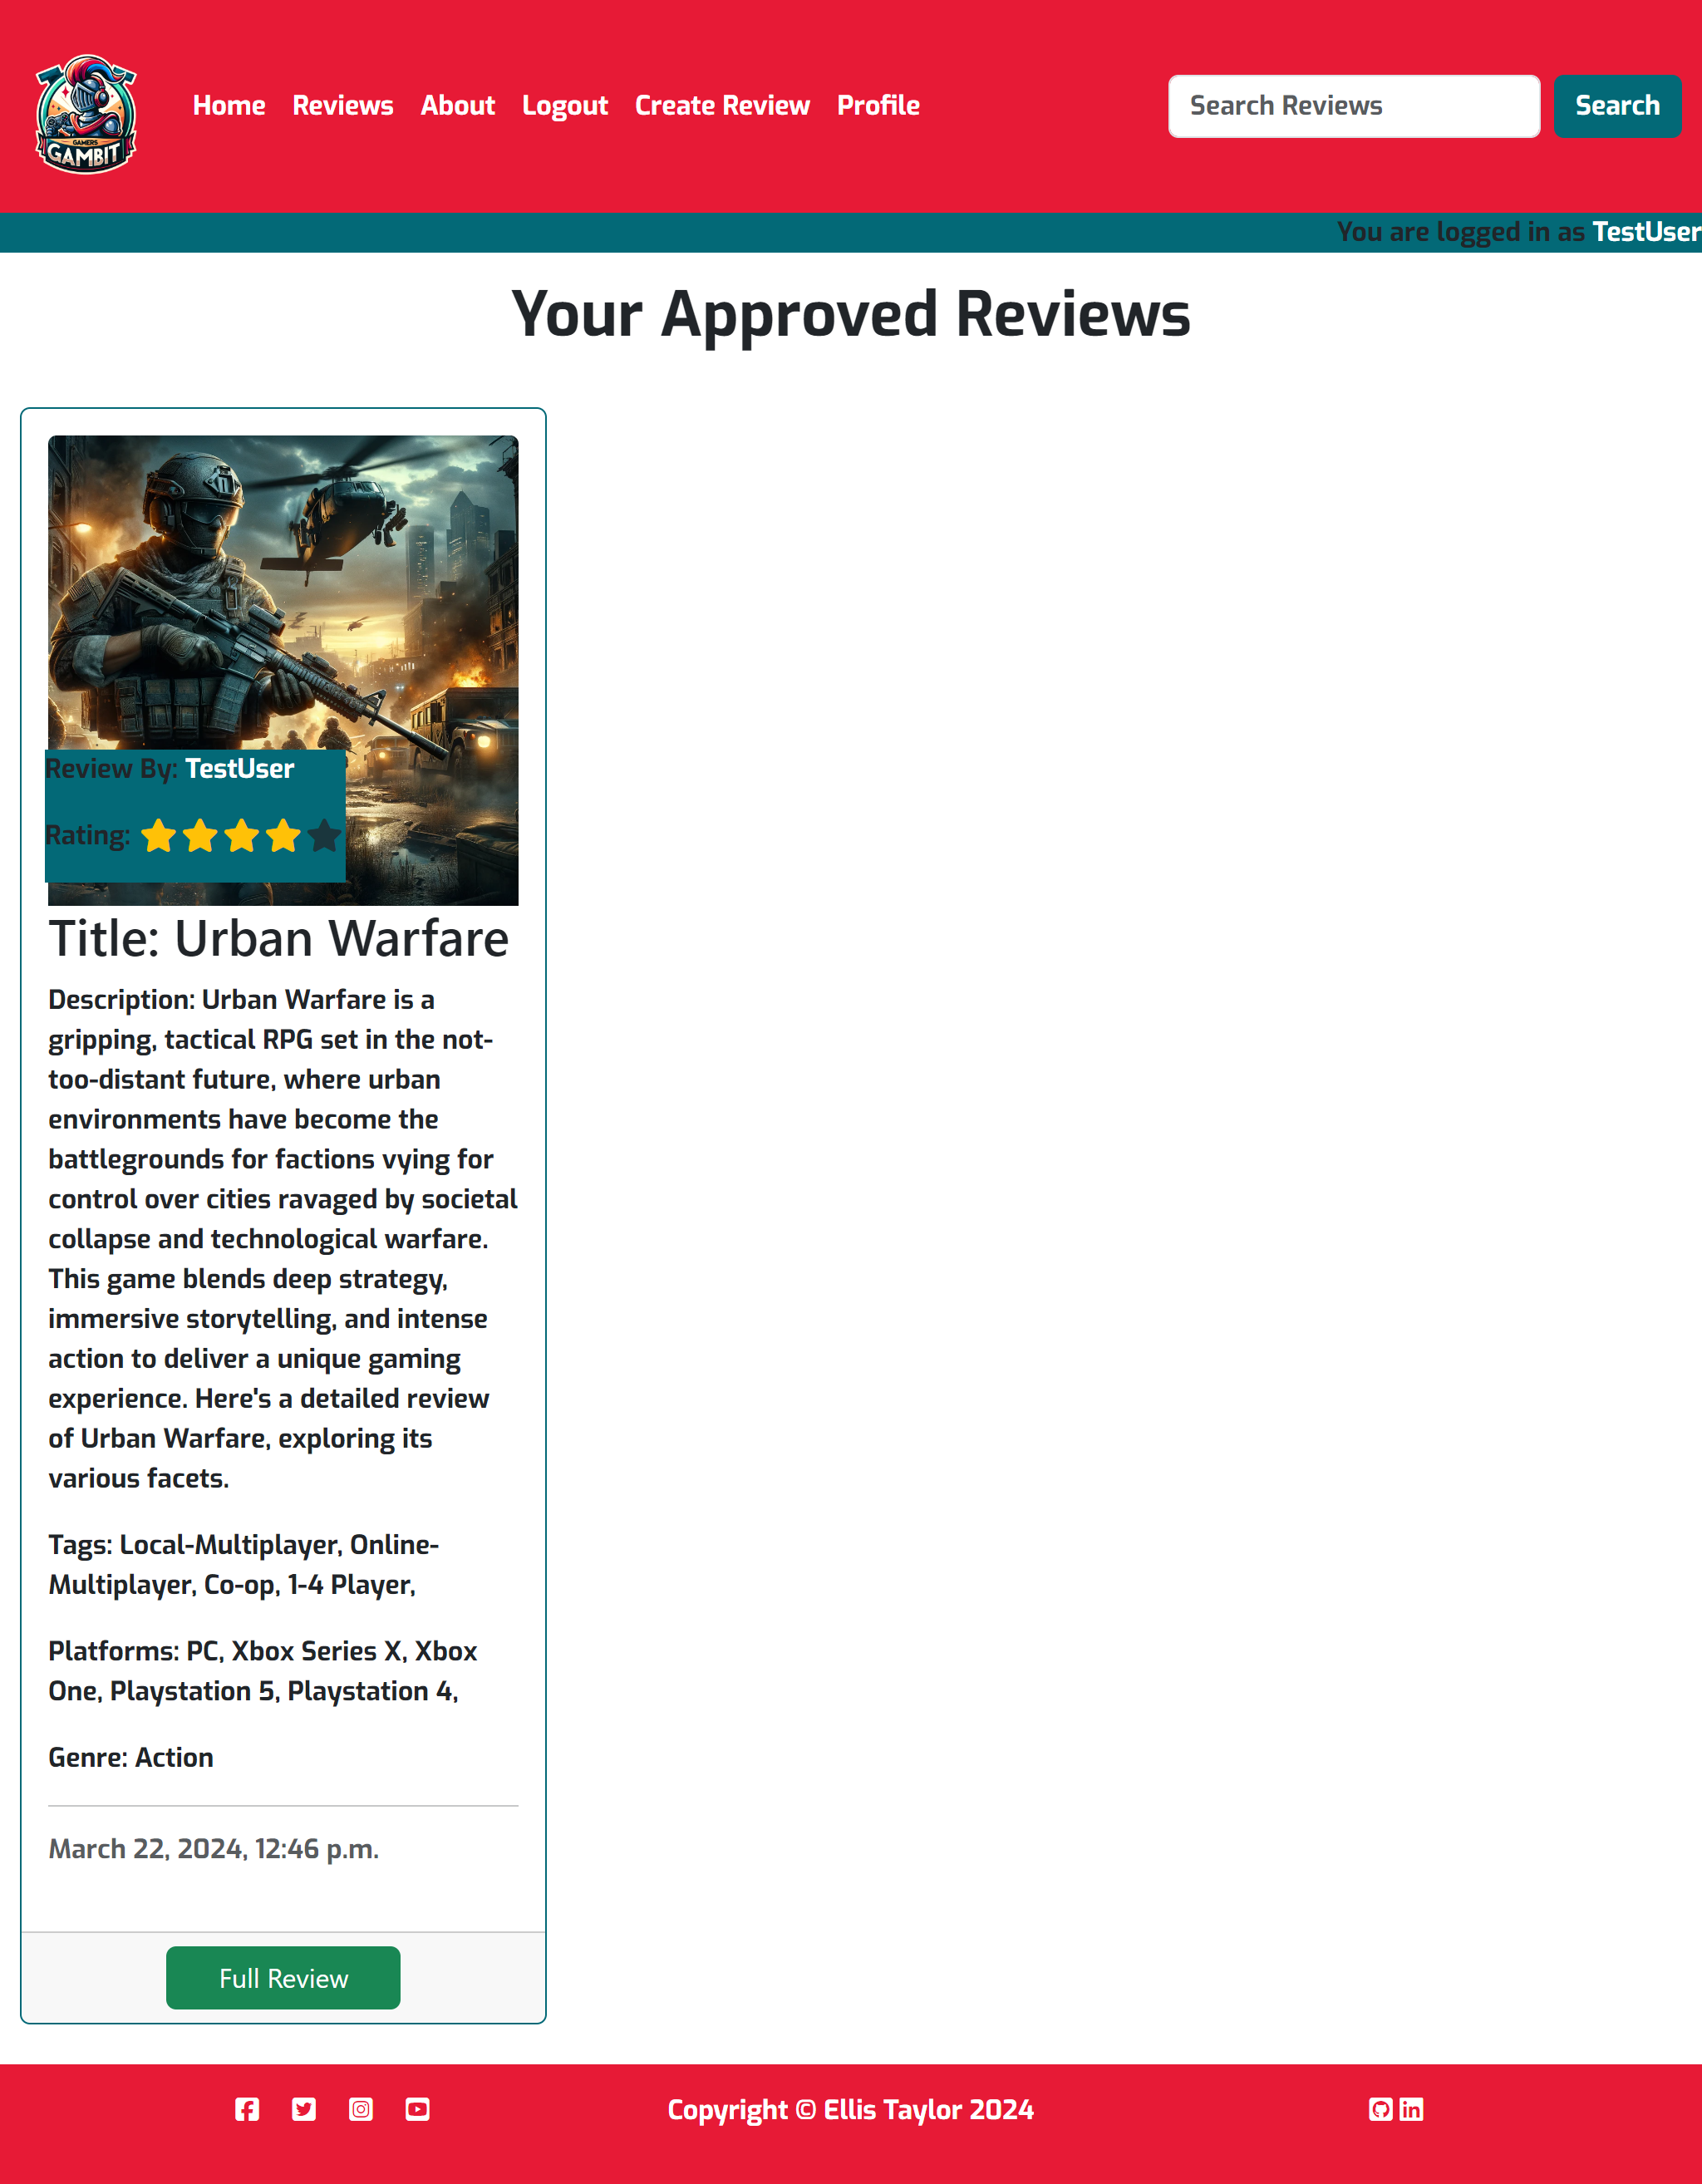 GAMERS
GAMBIT
Home Reviews About Logout Create Review Profile
Search Reviews
Search
You are logged in as TestUser
Your Approved Reviews
Review By: TestUser
Rating:
Title: Urban Warfare
Description: Urban Warfare is a
gripping, tactical RPG set in the not-
too-distant future, where urban
environments have become the
battlegrounds for factions vying for
control over cities ravaged by societal
collapse and technological warfare.
This game blends deep strategy,
immersive storytelling, and intense
action to deliver a unique gaming
experience. Here's a detailed review
of Urban Warfare, exploring its
various facets.
Tags: Local-Multiplayer, Online-
Multiplayer, Co-op, 1-4 Player,
Platforms: PC, Xbox Series X, Xbox
One, Playstation 5, Playstation 4,
Genre: Action
March 22, 2024, 12:46 p.m.
Full Review
Copyright © Ellis Taylor 2024